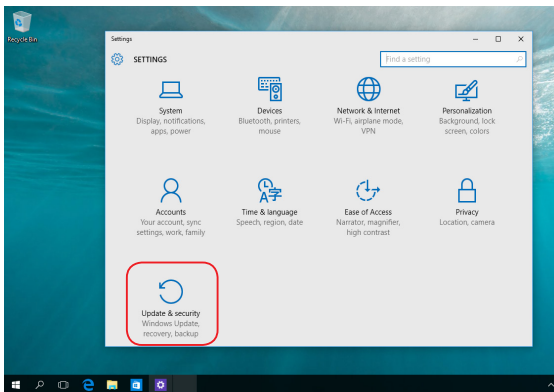 Recycle Bin
Settings
SETTINGS
Find a setting
System
Display, notifications,
apps, power
Devices
Bluetooth, printers,
mouse
Network & Internet
Wi-Fi, airplane mode,
VPN
Personalization
Background, lock
screen, colors
Accounts
Your account, sync
settings, work, family
Time & language
Speech, region, date
Ease of Access
Narrator, magnifier,
high contrast
Privacy
Location, camera
Update & security
Windows Update,
recovery, backup